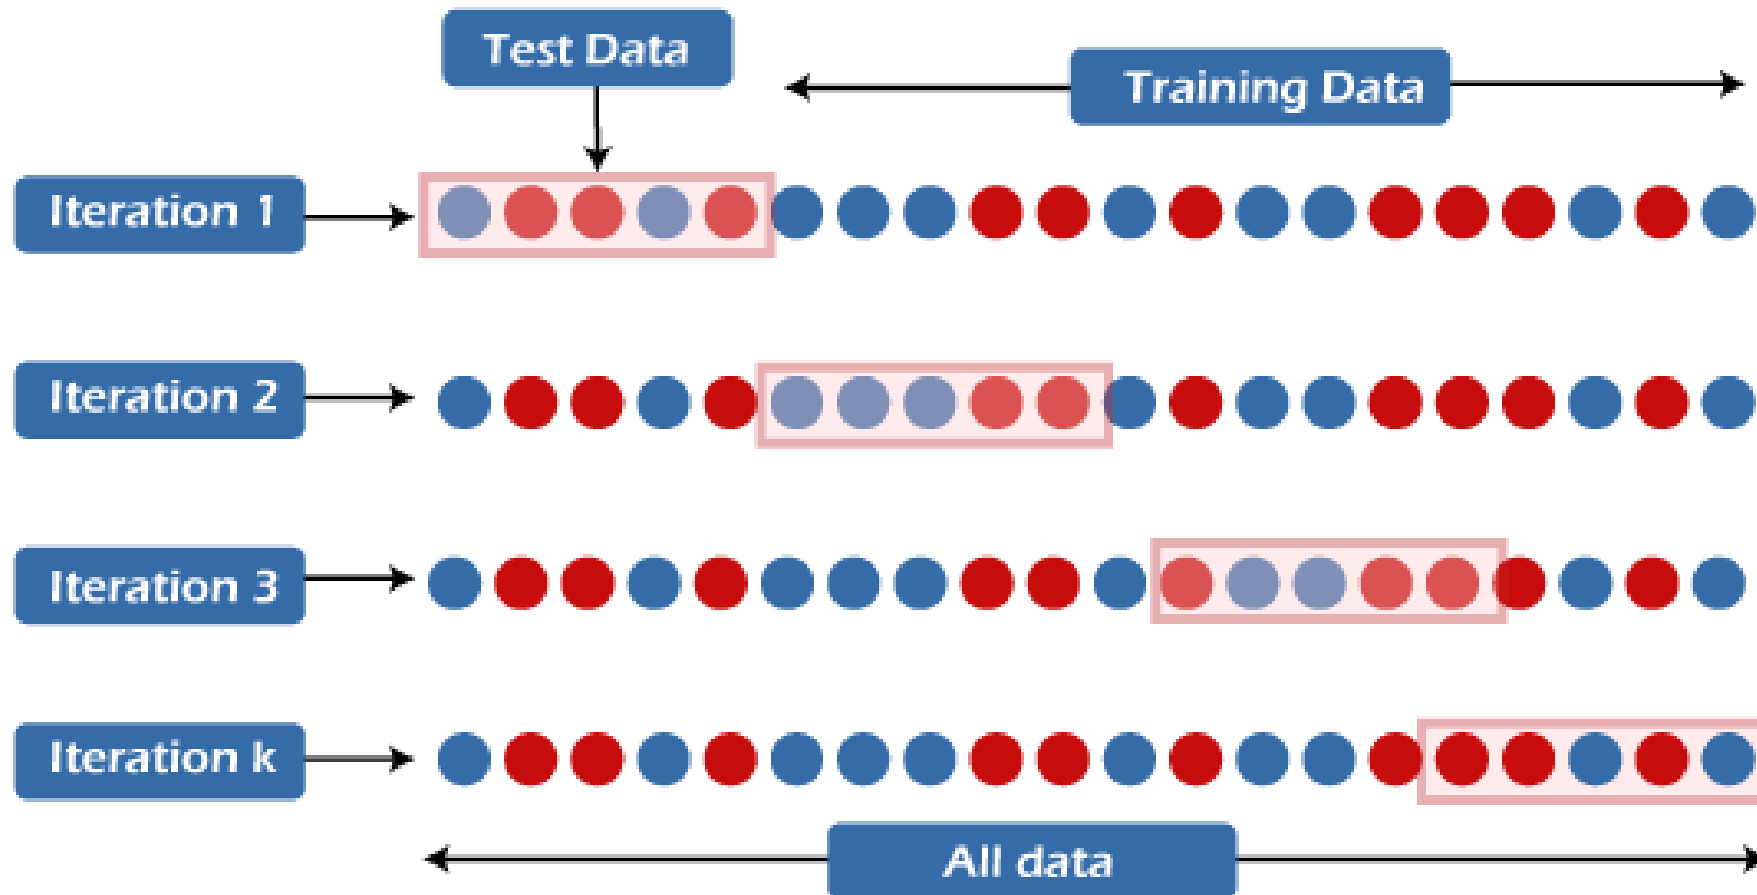 Test Data
Training Data
Iteration 1
Iteration 2
Iteration 3
Iteration k
All data